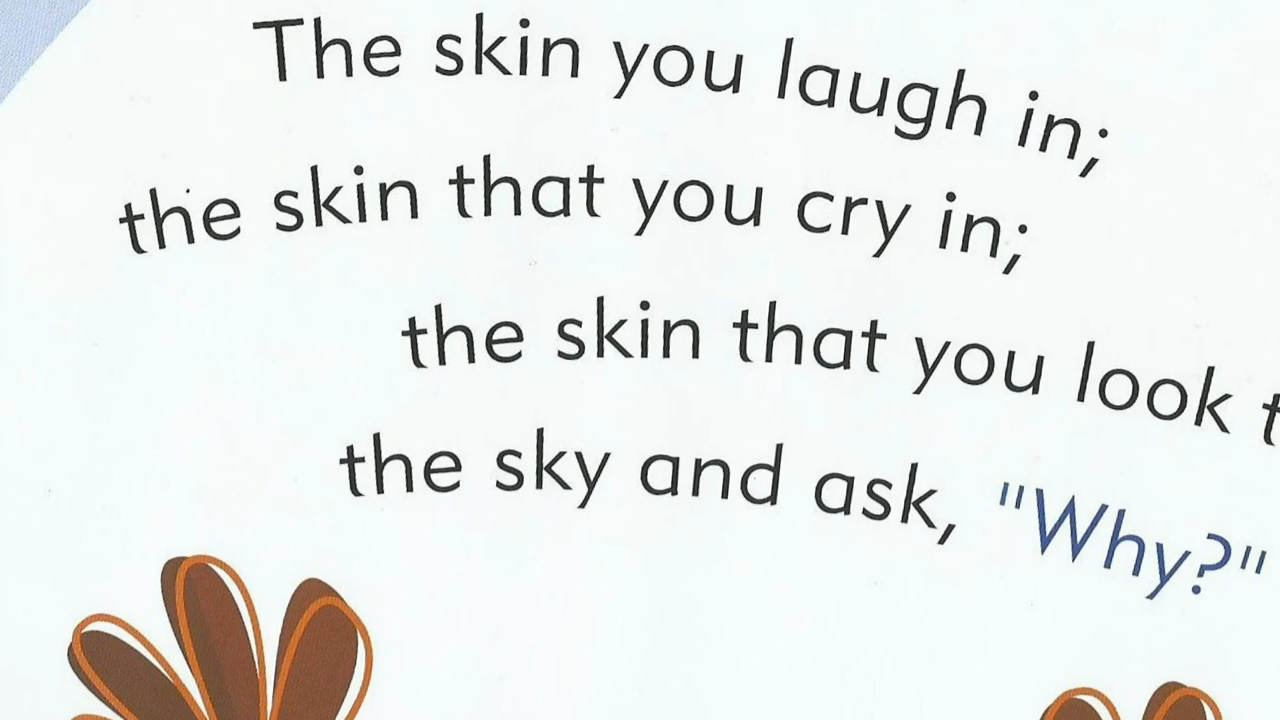 The skin you laugh in;
the skin that you cry in;
the skin that you look
the sky and ask, "Why?"